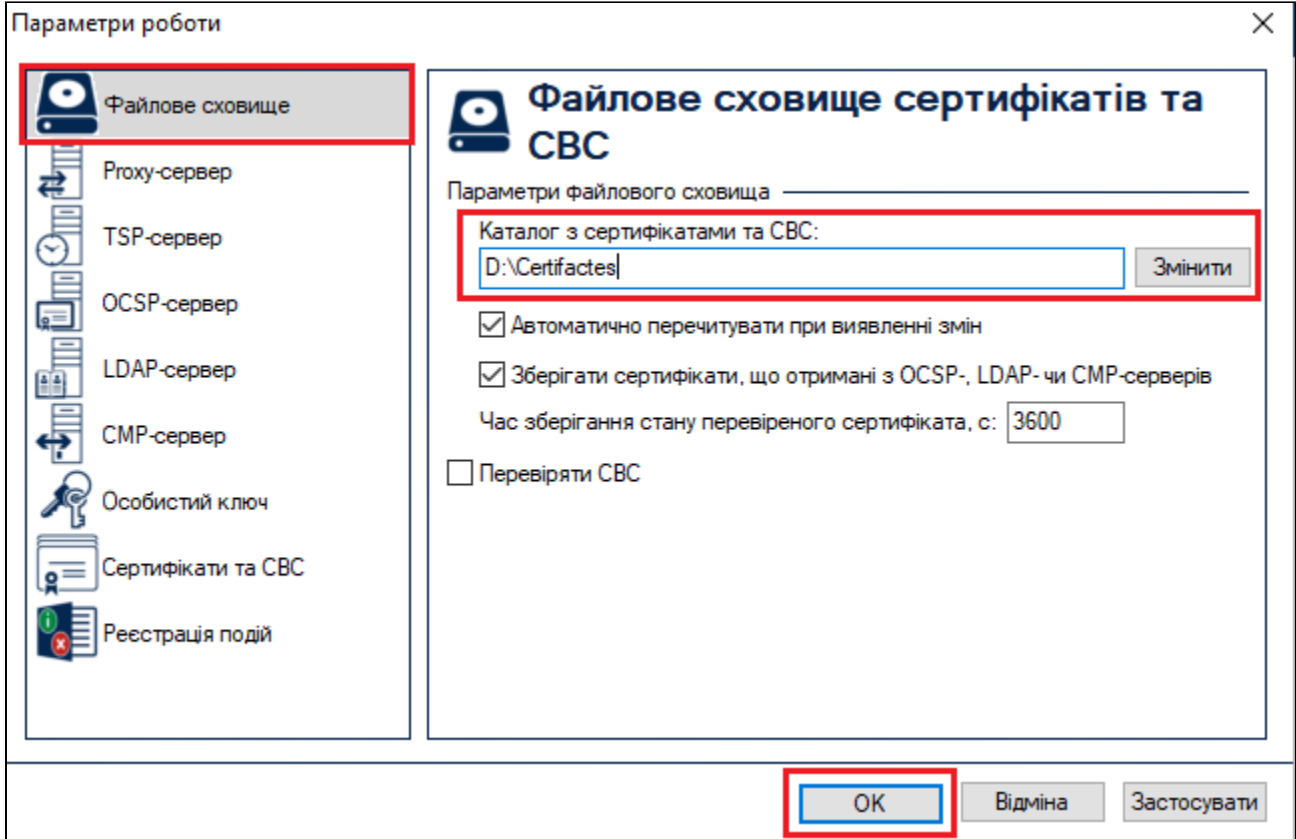 Параметри роботи
Файлове сховище
Proxy-сервер
TSP-сервер
OCSP-сервер
LDAP-сервер
CMP-сервер
Особистий ключ
Сертифікати та СВС
Реєстрація подій
Файлове сховище сертифікатів та
СВС
Параметри файлового сховища
Каталог з сертифікатами та СВС:
D:\Certifactes
Змінити
Автоматично перечитувати при виявленні змін
Зберігати сертифікати, що отримані з OCSP-, LDAP- чи CMP-серверів
Час зберігання стану перевіреного сертифіката, с: 3600
Перевіряти СВС
OK
Відміна
Застосувати